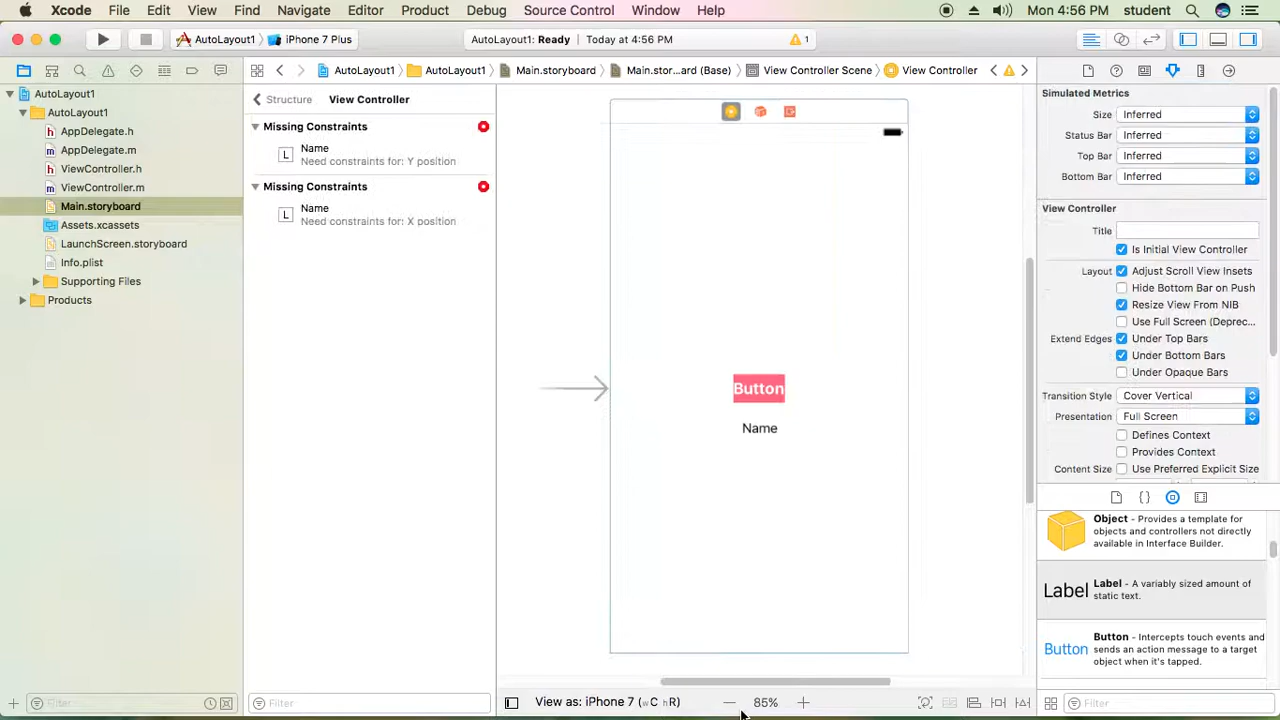 Xcode File Edit View Find Navigate Editor Product Debug Source Control Window Help Mon 4:56 PM student
AutoLayout1 iPhone 7 Plus AutoLayout1: Ready Today at 4:56 PM 1
AutoLayout1 AutoLayout1 Main.storyboard Main.stor...ard (Base) View Controller Scene View Controller
AutoLayout1
AutoLayout1
AppDelegate.h
AppDelegate.m
ViewController.h
ViewController.m
Main.storyboard
Assets.xcassets
LaunchScreen.storyboard
Info.plist
Supporting Files
Products
Filter
Structure View Controller
Missing Constraints
L Name
Need constraints for: Y position
Missing Constraints
L Name
Need constraints for: X position
Filter
Button
Name
View as: iPhone 7 (wC hR) 85%
Simulated Metrics
Size Inferred
Status Bar Inferred
Top Bar Inferred
Bottom Bar Inferred
View Controller
Title
Is Initial View Controller
Layout Adjust Scroll View Insets
Hide Bottom Bar on Push
Resize View From NIB
Use Full Screen (Deprec...
Extend Edges Under Top Bars
Under Bottom Bars
Under Opaque Bars
Transition Style Cover Vertical
Presentation Full Screen
Defines Context
Provides Context
Content Size Use Preferred Explicit Size
Object - Provides a template for
objects and controllers not directly
available in Interface Builder.
Label Label - A variably sized amount of
static text.
Button Button - Intercepts touch events and
sends an action message to a target
object when it's tapped.
Filter